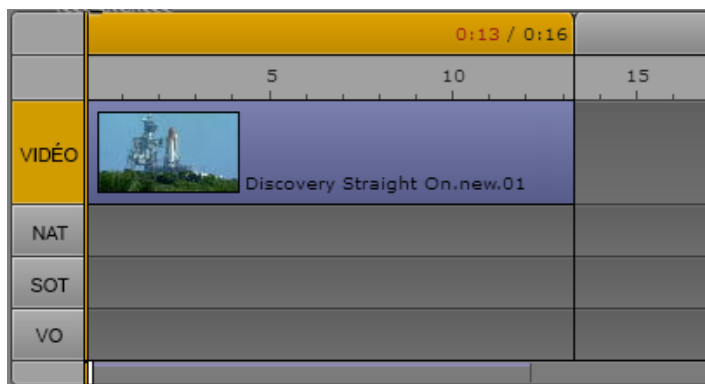 0:13 / 0:16
5 10 15
VIDÉO
Discovery Straight On.new.01
NAT
SOT
VO